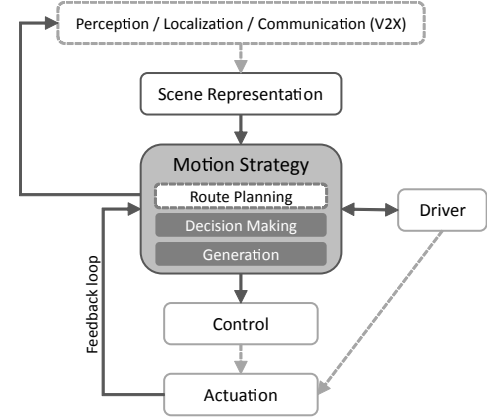 Perception / Localization / Communication (V2X)
Scene Representation
Motion Strategy
Route Planning
Decision Making
Generation
Driver
Feedback loop
Control
Actuation